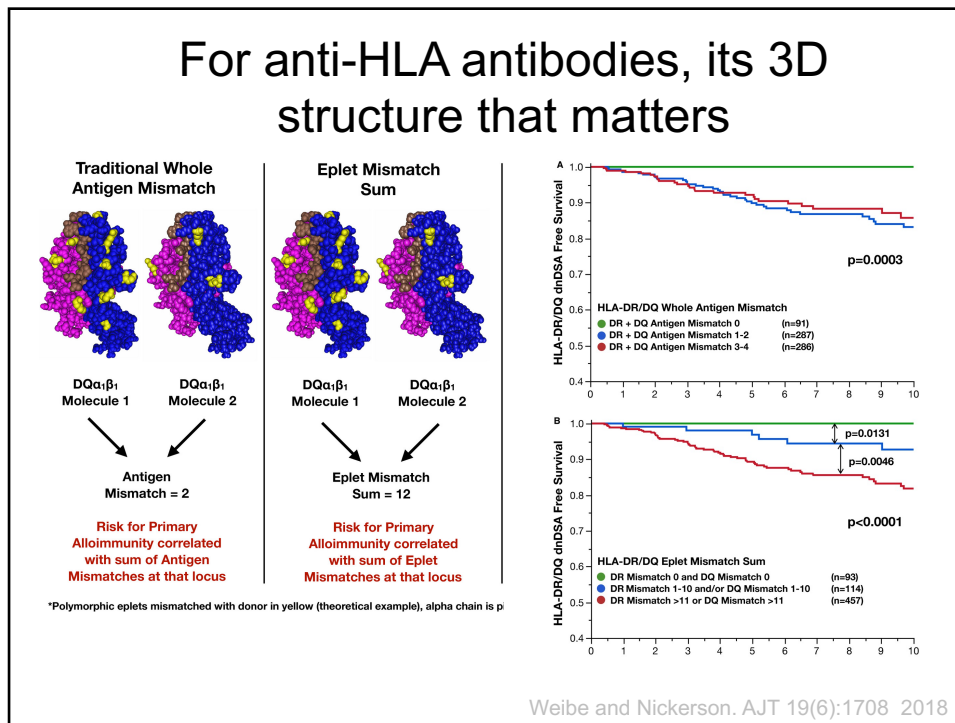 For anti-HLA antibodies, its 3D
structure that matters
Traditional Whole
Antigen Mismatch
DQα₁β₁
Molecule 1
DQα₁β₁
Molecule 2
Antigen
Mismatch = 2
Risk for Primary
Alloimmunity correlated
with sum of Antigen
Mismatches at that locus
Eplet Mismatch
Sum
DQα₁β₁
Molecule 1
DQα₁β₁
Molecule 2
Eplet Mismatch
Sum = 12
Risk for Primary
Alloimmunity correlated
with sum of Eplet
Mismatches at that locus
*Polymorphic eplets mismatched with donor in yellow (theoretical example), alpha chain is
A
HLA-DR/DQ dnDSA Free Survival
1.0
0.9
0.8
0.7
0.6
0.5
0.4
p=0.0003
HLA-DR/DQ Whole Antigen Mismatch
DR + DQ Antigen Mismatch 0 (n=91)
DR + DQ Antigen Mismatch 1-2 (n=287)
DR + DQ Antigen Mismatch 3-4 (n=286)
0 1 2 3 4 5 6 7 8 9 10
B
HLA-DR/DQ dnDSA Free Survival
1.0
0.9
0.8
0.7
0.6
0.5
0.4
p=0.0131
p=0.0046
p<0.0001
HLA-DR/DQ Eplet Mismatch Sum
DR Mismatch 0 and DQ Mismatch 0 (n=93)
DR Mismatch 1-10 and/or DQ Mismatch 1-10 (n=114)
DR Mismatch >11 or DQ Mismatch >11 (n=457)
0 1 2 3 4 5 6 7 8 9 10
Weibe and Nickerson. AJT 19(6):1708 2018